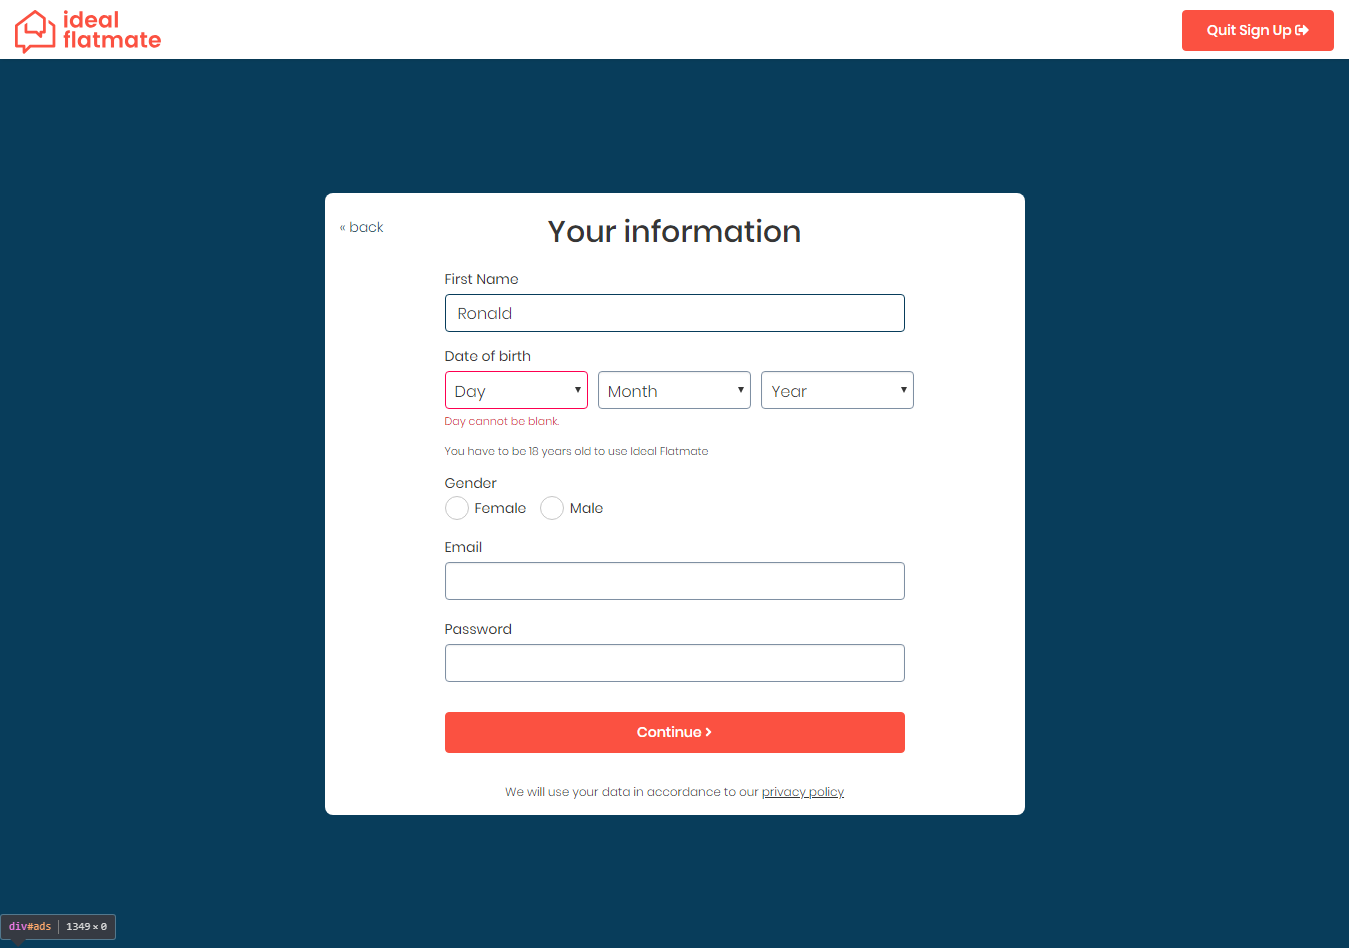 ideal
flatmate
Quit Sign Up
« back
Your information
First Name
Ronald
Date of birth
Day
Month
Year
Day cannot be blank.
You have to be 18 years old to use Ideal Flatmate
Gender
Female
Male
Email
Password
Continue
We will use your data in accordance to our privacy policy
div#ads | 1349 × 0